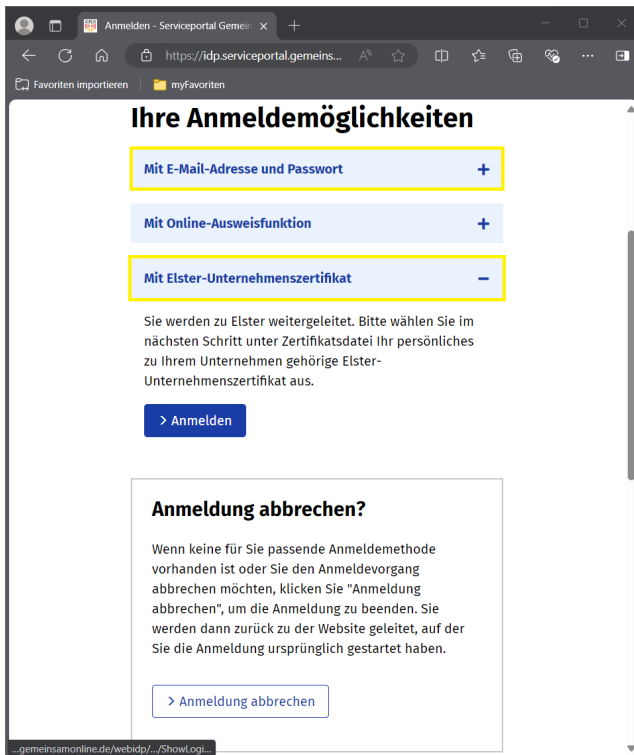 Anmelden - Serviceportal Gemein
https://idp.serviceportal.gemeins...
Favoriten importieren
myFavoriten
Ihre Anmeldemöglichkeiten
Mit E-Mail-Adresse und Passwort
Mit Online-Ausweisfunktion
Mit Elster-Unternehmenszertifikat
Sie werden zu Elster weitergeleitet. Bitte wählen Sie im
nächsten Schritt unter Zertifikatsdatei Ihr persönliches
zu Ihrem Unternehmen gehörige Elster-
Unternehmenszertifikat aus.
> Anmelden
Anmeldung abbrechen?
Wenn keine für Sie passende Anmeldemethode
vorhanden ist oder Sie den Anmeldevorgang
abbrechen möchten, klicken Sie "Anmeldung
abbrechen", um die Anmeldung zu beenden. Sie
werden dann zurück zu der Website geleitet, auf der
Sie die Anmeldung ursprünglich gestartet haben.
> Anmeldung abbrechen
...gemeinsamonline.de/webidp/.../ShowLogi...